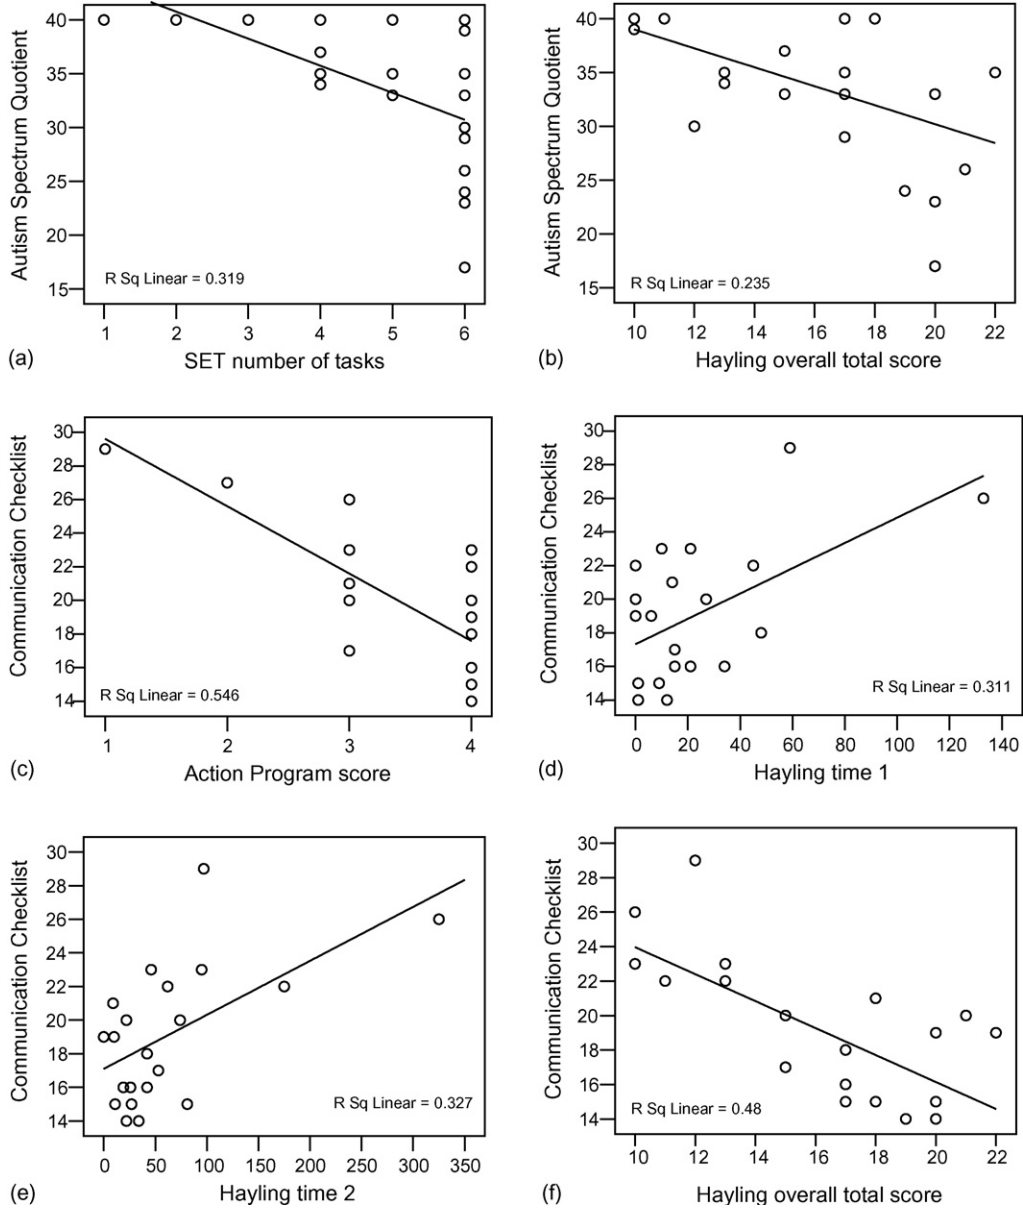 Autism Spectrum Quotient
40
35
30
25
20
15
R Sq Linear = 0.319
1 2 3 4 5 6
(a) SET number of tasks
Autism Spectrum Quotient
40
35
30
25
20
15
R Sq Linear = 0.235
10 12 14 16 18 20 22
(b) Hayling overall total score
Communication Checklist
30
28
26
24
22
20
18
16
14
R Sq Linear = 0.546
1 2 3 4
(c) Action Program score
Communication Checklist
30
28
26
24
22
20
18
16
14
R Sq Linear = 0.311
0 20 40 60 80 100 120 140
(d) Hayling time 1
Communication Checklist
30
28
26
24
22
20
18
16
14
R Sq Linear = 0.327
0 50 100 150 200 250 300 350
(e) Hayling time 2
Communication Checklist
30
28
26
24
22
20
18
16
14
R Sq Linear = 0.48
10 12 14 16 18 20 22
(f) Hayling overall total score